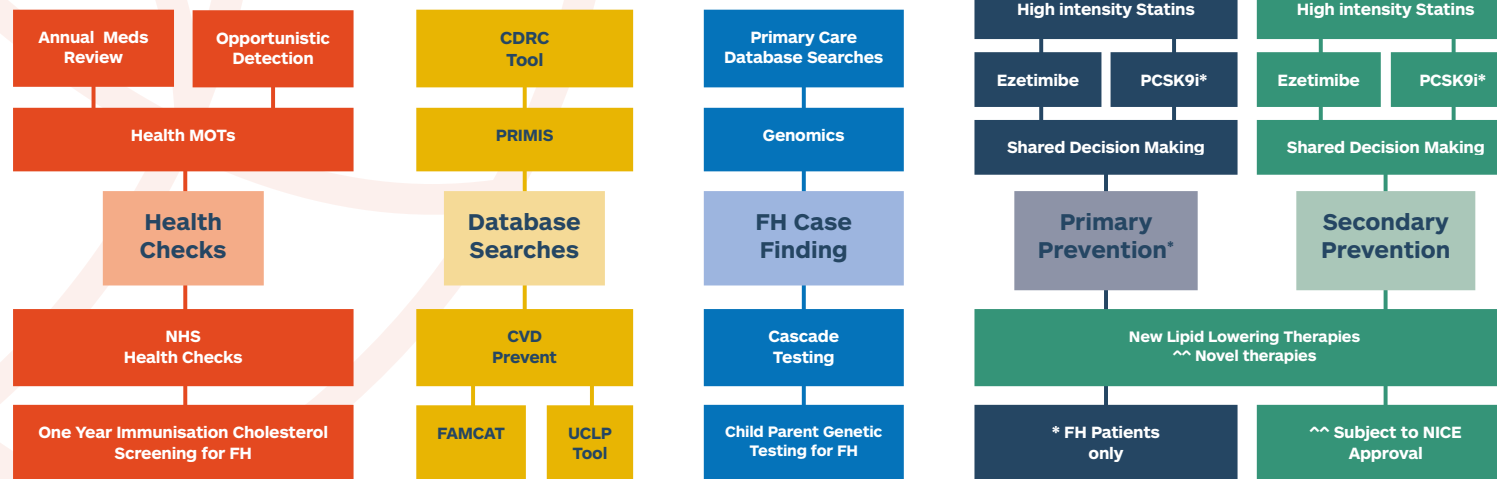 Annual Meds
Review
Opportunistic
Detection
Health MOTs
Health
Checks
NHS
Health Checks
One Year Immunisation Cholesterol
Screening for FH
CDRC
Tool
PRIMIS
Database
Searches
CVD
Prevent
FAMCAT
UCLP
Tool
Primary Care
Database Searches
Genomics
FH Case
Finding
Cascade
Testing
Child Parent Genetic
Testing for FH
High intensity Statins
Ezetimibe
PCSK9i*
Shared Decision Making
Primary
Prevention*
High intensity Statins
Ezetimibe
PCSK9i*
Shared Decision Making
Secondary
Prevention
New Lipid Lowering Therapies
^^ Novel therapies
* FH Patients
only
^^ Subject to NICE
Approval